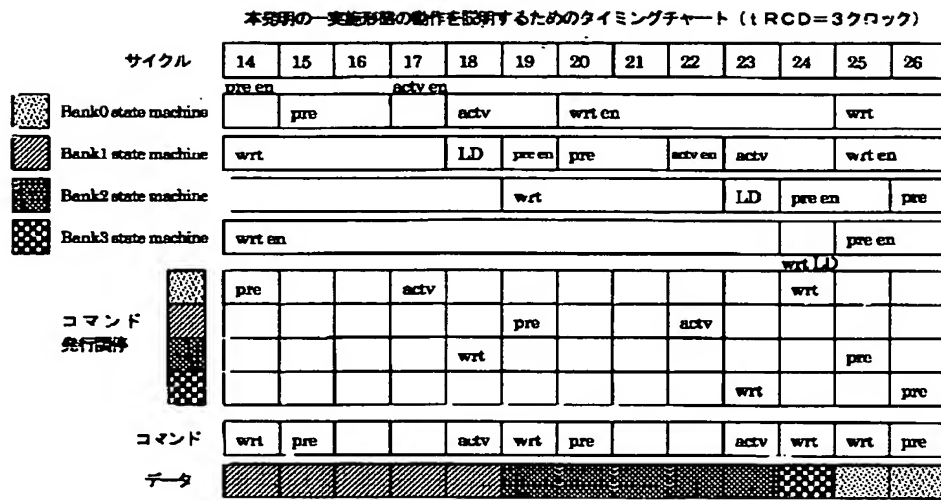 本発明の一実施形態の動作を説明するためのタイミングチャート (tRCD=3クロック)
サイクル 14 15 16 17 18 19 20 21 22 23 24 25 26
pre en actv en
Bank0 state machine pre actv wrt en wrt
Bank1 state machine wrt LD pre en pre actv en actv wrt en
Bank2 state machine wrt LD pre en pre
Bank3 state machine wrt en pre en
wrt LD
pre actv wrt
コマンド pre actv
発行調停 wrt pre
wrt pre
コマンド wrt pre actv wrt pre actv wrt wrt pre
データ